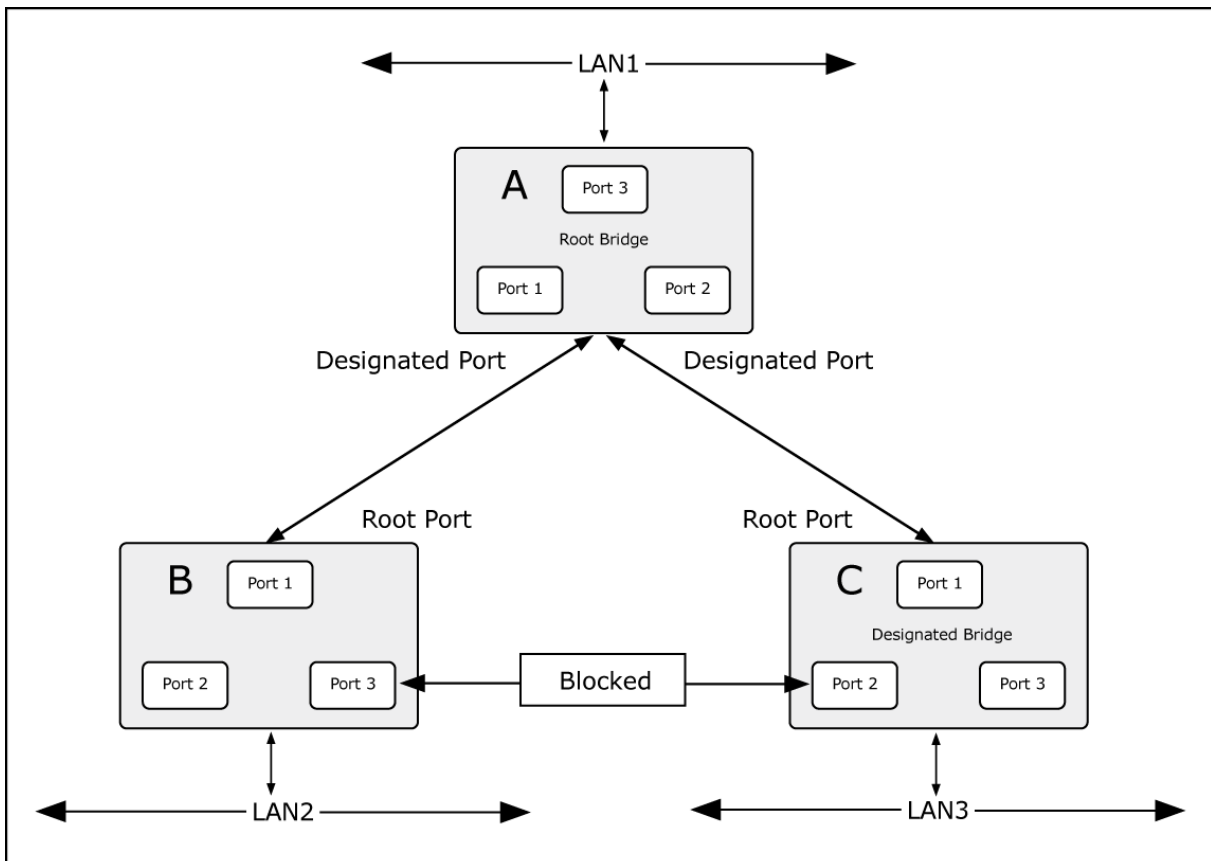 LAN1
A
Port 3
Root Bridge
Port 1
Port 2
Designated Port
Designated Port
Root Port
Root Port
B
Port 1
C
Port 1
Designated Bridge
Port 2
Port 3
Blocked
Port 2
Port 3
LAN2
LAN3